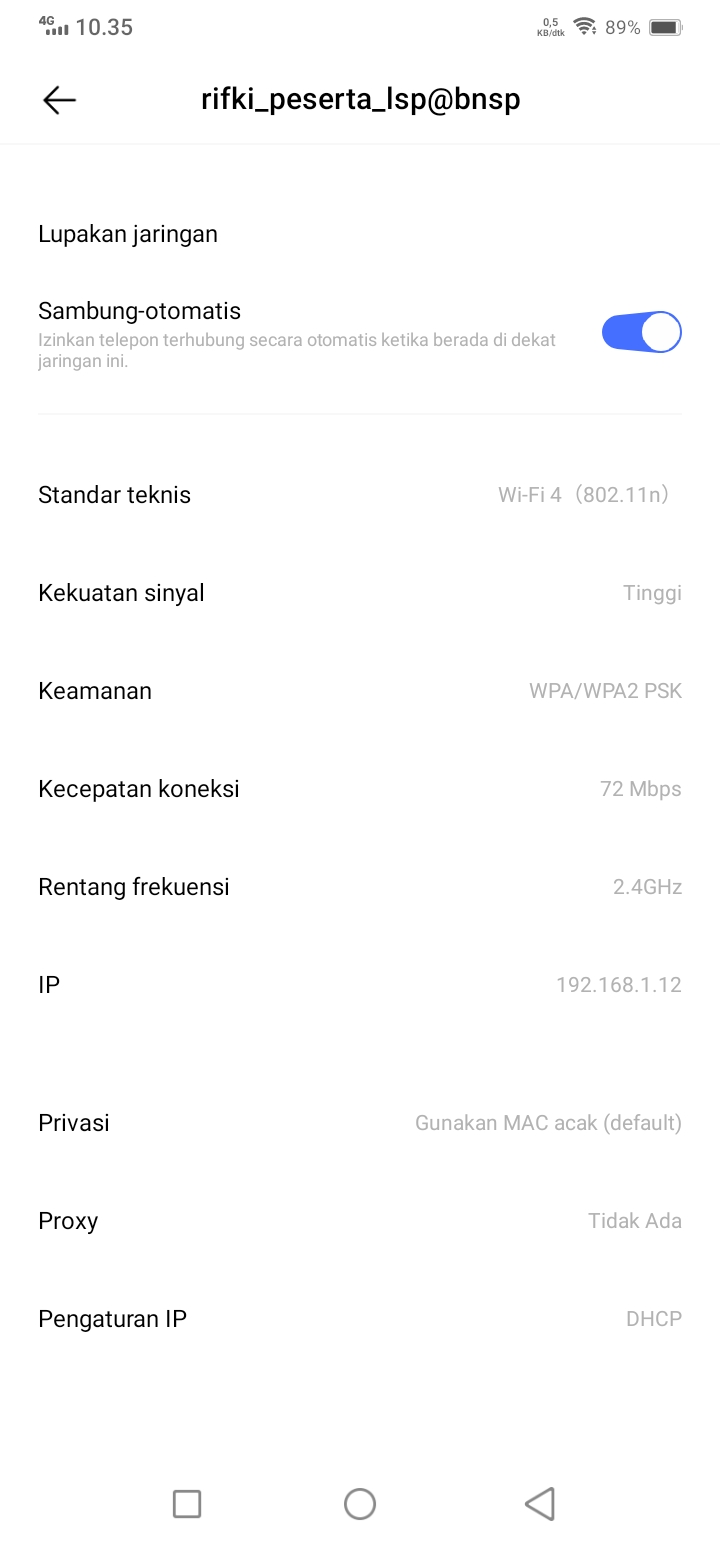 4G 10.35 0,5 KB/dtk 89%
rifki_peserta_lsp@bnsp
Lupakan jaringan
Sambung-otomatis
Izinkan telepon terhubung secara otomatis ketika berada di dekat
jaringan ini.
Standar teknis Wi-Fi 4（802.11n）
Kekuatan sinyal Tinggi
Keamanan WPA/WPA2 PSK
Kecepatan koneksi 72 Mbps
Rentang frekuensi 2.4GHz
IP 192.168.1.12
Privasi Gunakan MAC acak (default)
Proxy Tidak Ada
Pengaturan IP DHCP